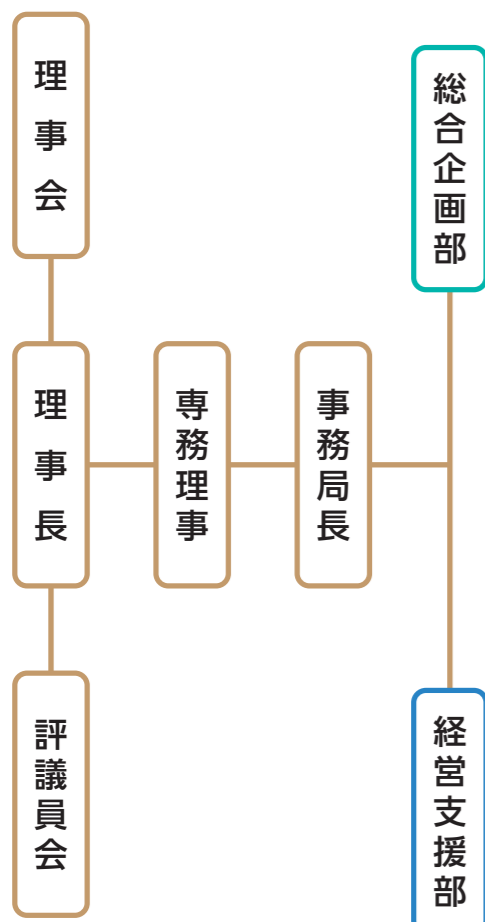 理事会
理事長
評議員会
専務理事
事務局長
総合企画部
経営支援部